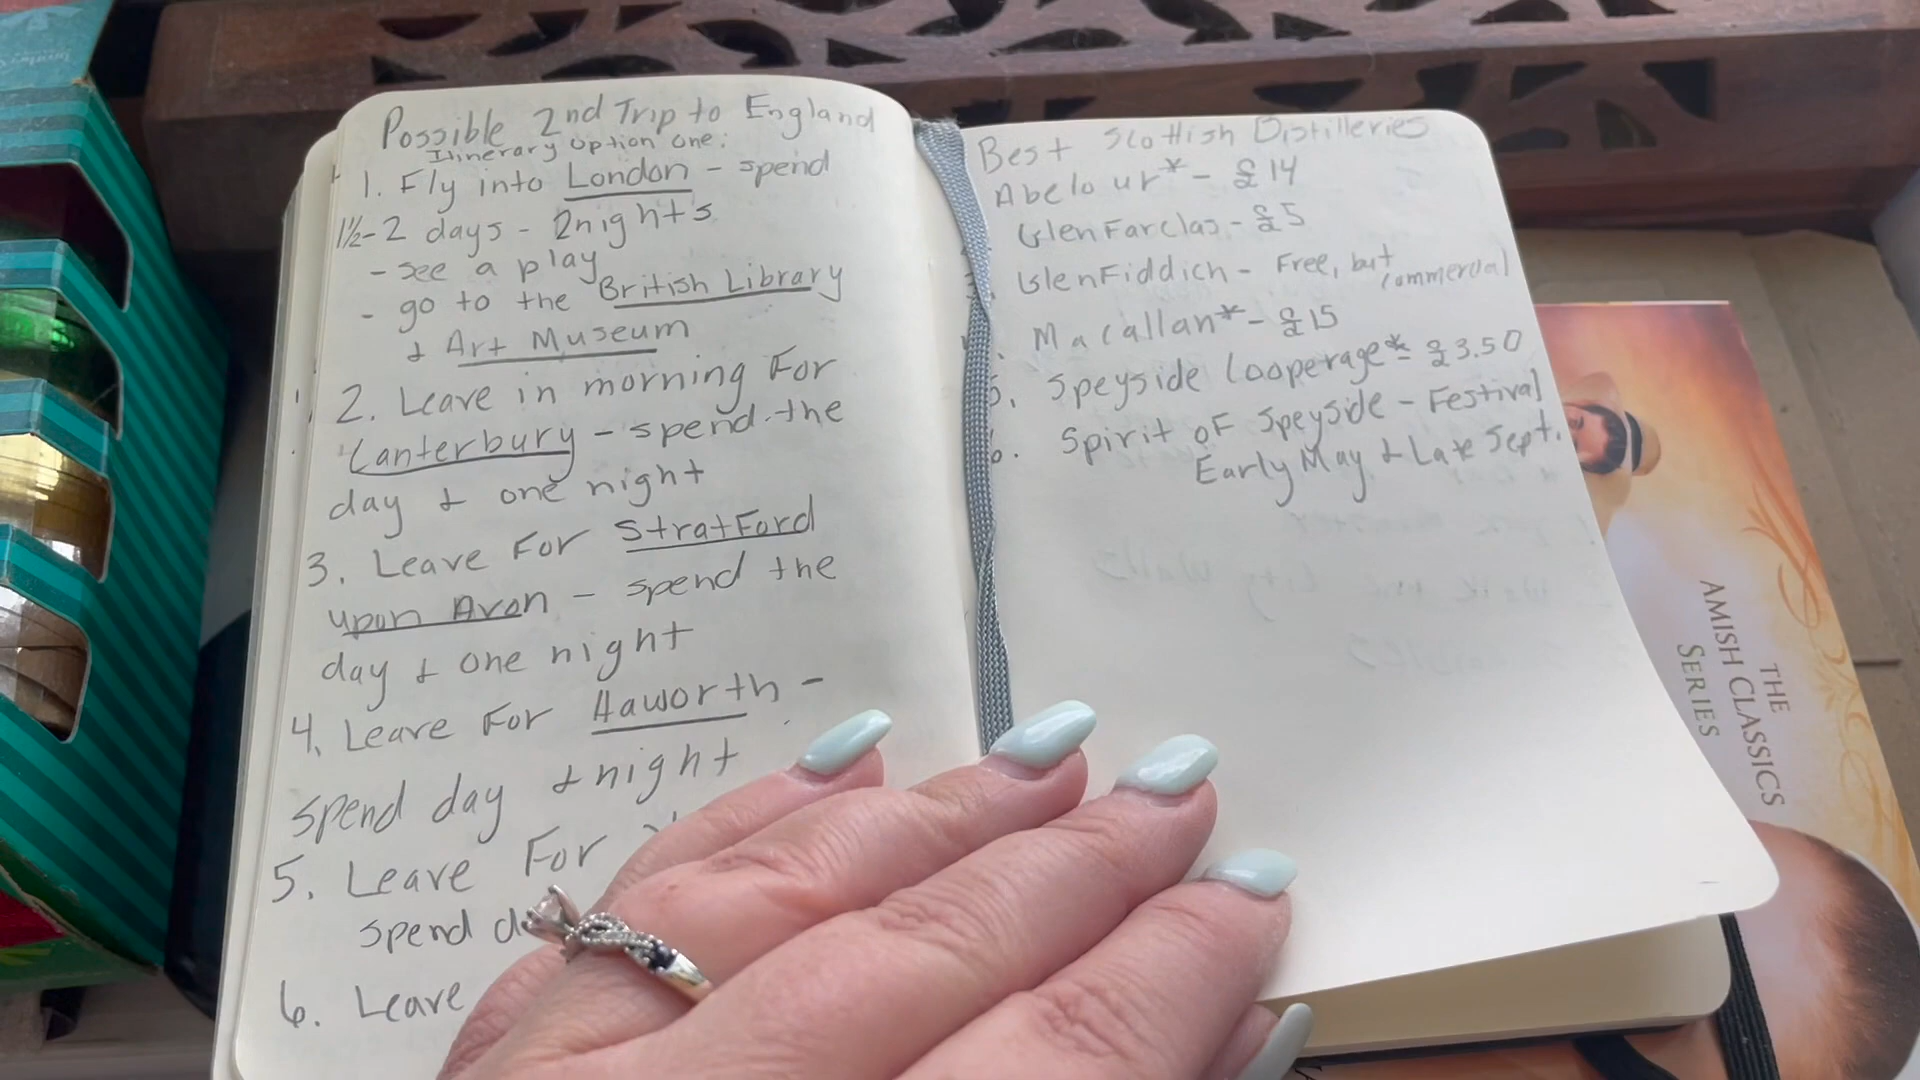 Possible 2nd Trip to England
Itinerary Option One:
1. Fly into London - spend
1½-2 days - 2nights
- see a play
- go to the British Library
+ Art Museum
2. Leave in morning For
Canterbury - spend the
day + one night
3. Leave For Stratford
upon Avon - spend the
day + one night
4. Leave For Haworth -
spend day + night
5. Leave For
spend
6. Leave
Best Scottish Distilleries
Abelour* - £14
GlenFarclas - £5
GlenFiddich - Free, but
commercial
Macallan* - £15
5. Speyside Cooperage* - £3.50
6. Spirit of Speyside - Festival
Early May & Late Sept.
THE
AMISH CLASSICS
SERIES